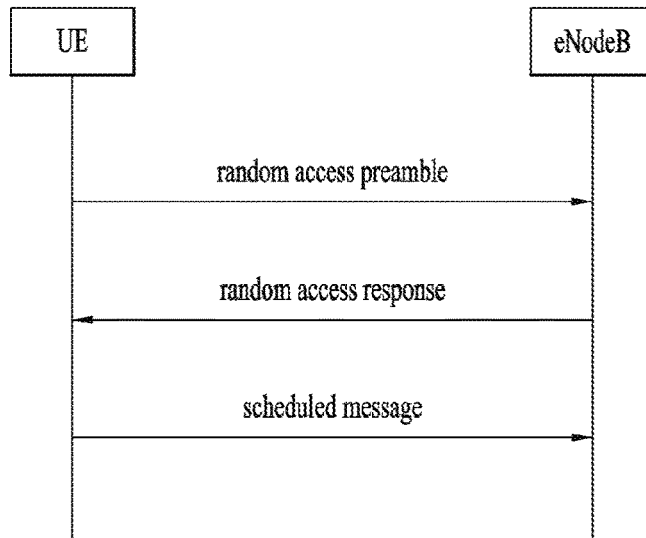 UE
eNodeB
random access preamble
random access response
scheduled message